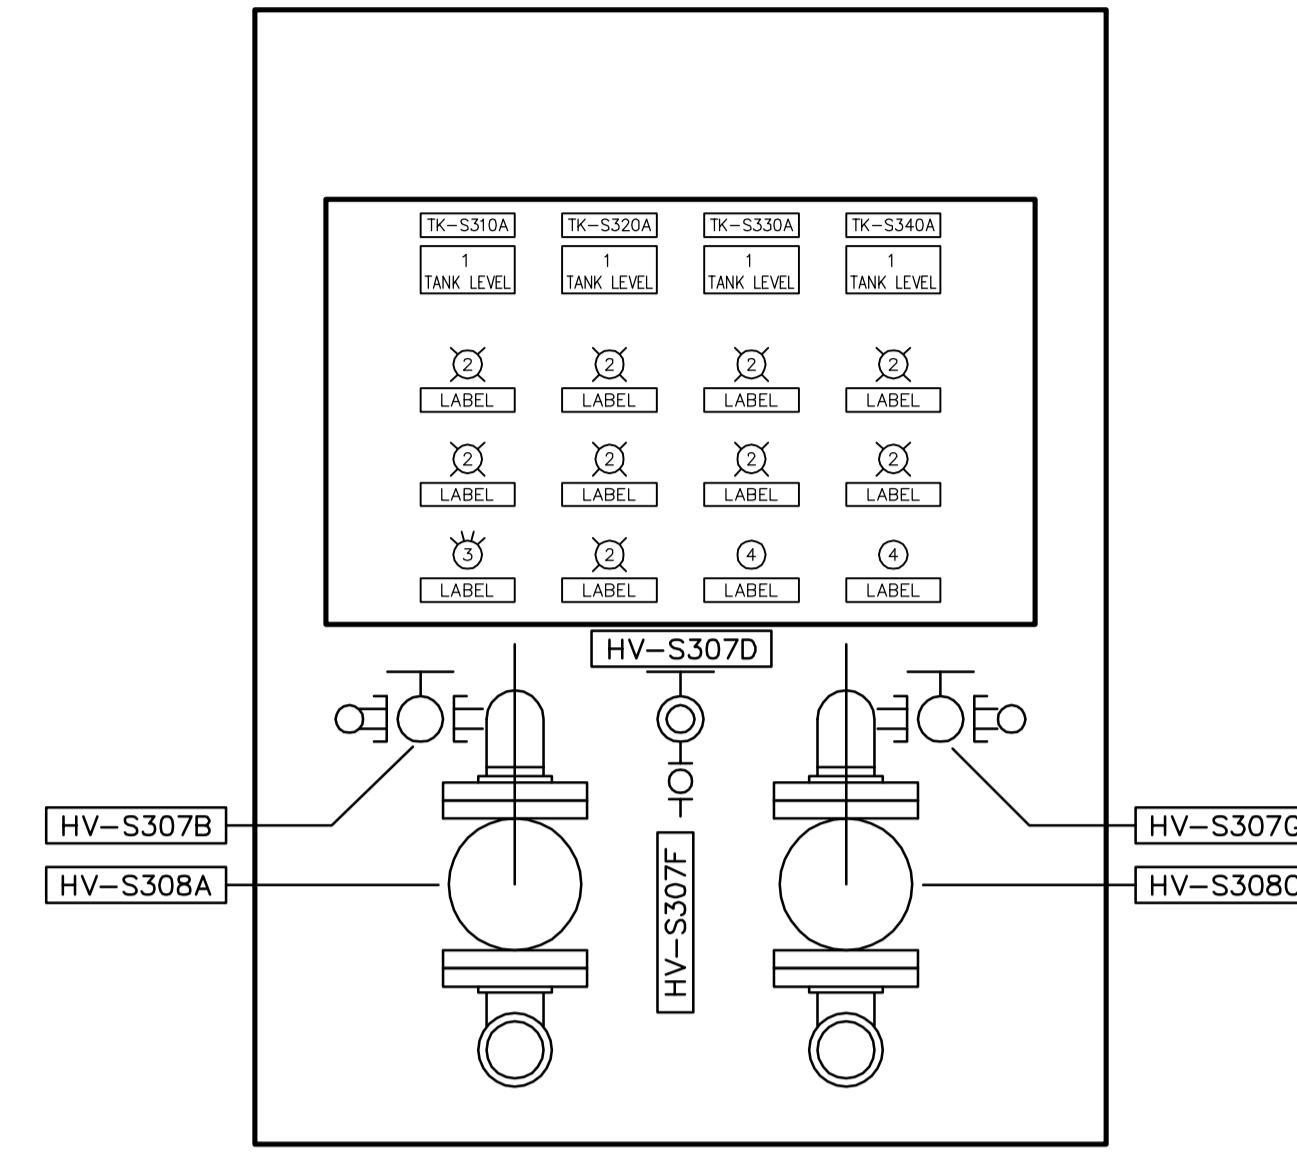 TK-S310A TK-S320A TK-S330A TK-S340A
1 1 1 1
TANK LEVEL TANK LEVEL TANK LEVEL TANK LEVEL
2 2 2 2
LABEL LABEL LABEL LABEL
2 2 2 2
LABEL LABEL LABEL LABEL
3 2 4 4
LABEL LABEL LABEL LABEL
HV-S307D
HV-S307B
HV-S308A
HV-S307F